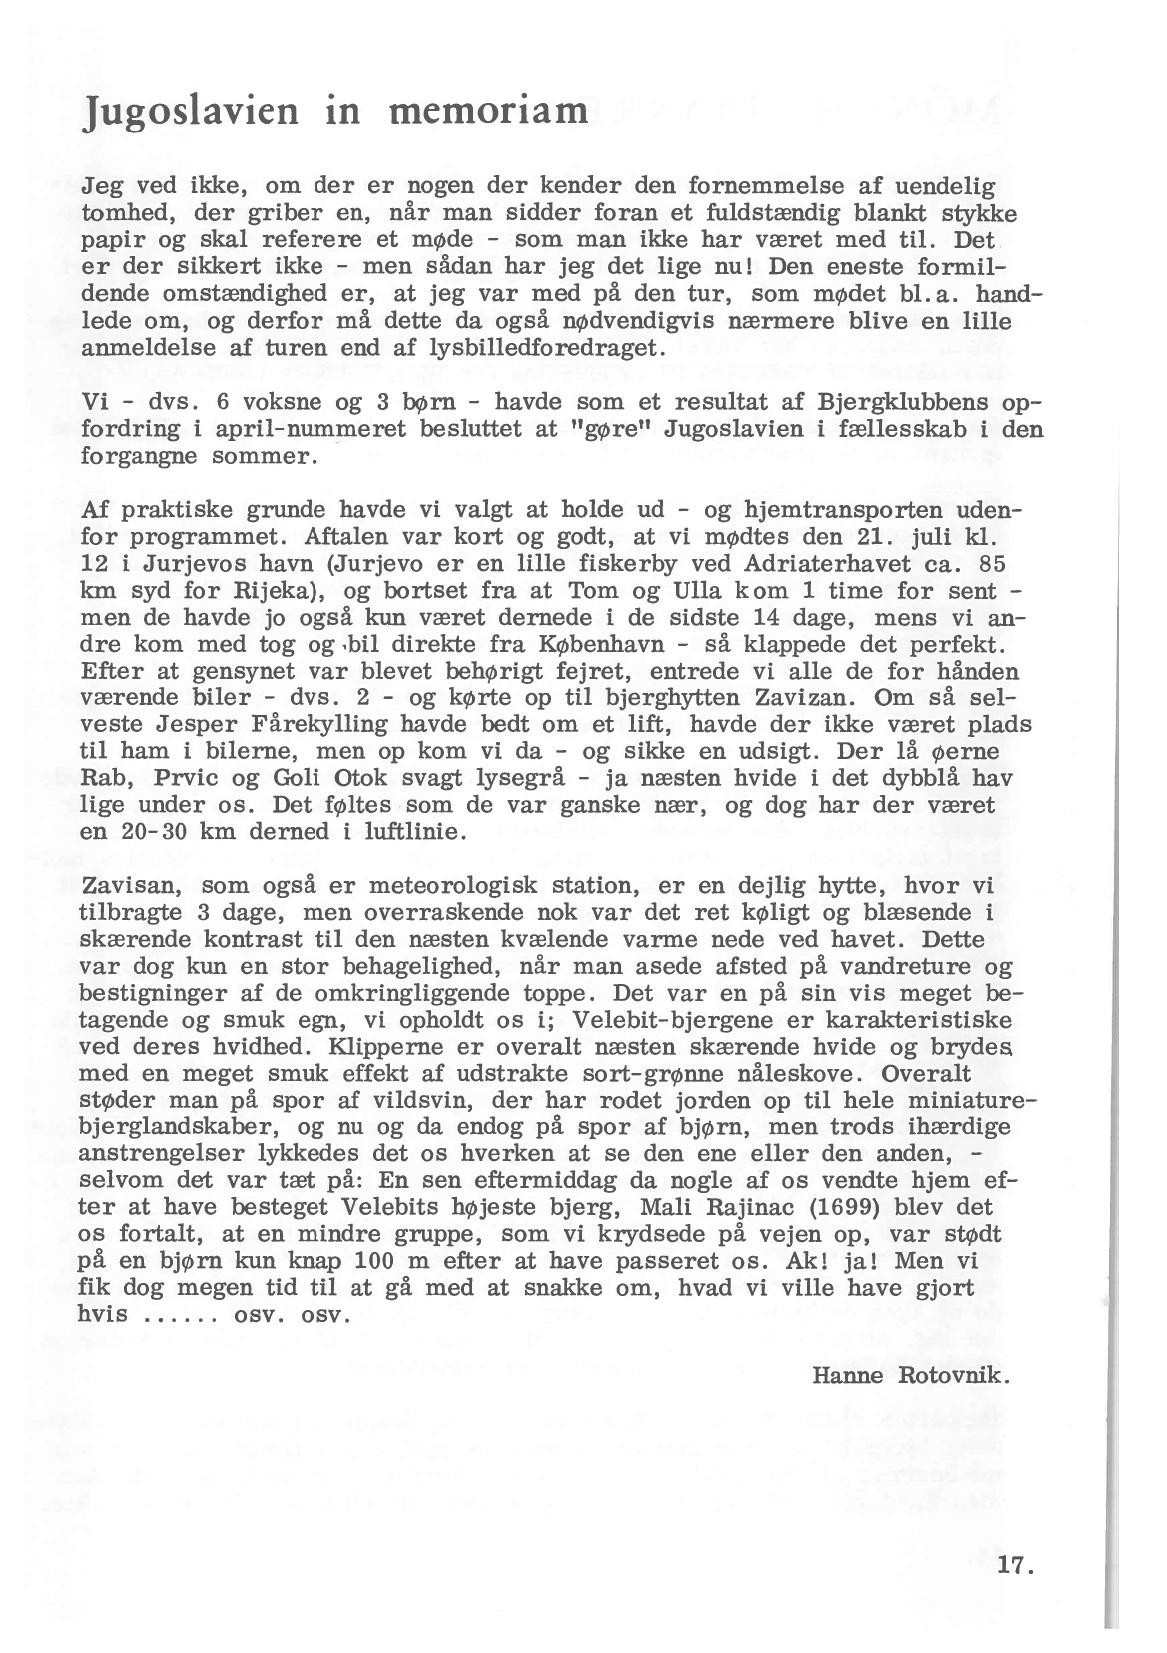 Jugoslavien in memoriam
Jeg ved ikke, om der er nogen der kender den fornemmelse af uendelig
tomhed, der griber en, når man sidder foran et fuldstændig blankt stykke
papir og skal referere et møde - som man ikke har været med til. Det
er der sikkert ikke - men sådan har jeg det lige nu! Den eneste formil-
dende omstændighed er, at jeg var med på den tur, som mødet bl.a. hand-
lede om, og derfor må dette da også nødvendigvis nærmere blive en lille
anmeldelse af turen end af lysbilledforedraget.
Vi - dvs. 6 voksne og 3 børn - havde som et resultat af Bjergklubbens op-
fordring i april-nummeret besluttet at "gøre" Jugoslavien i fællesskab i den
forgangne sommer.
Af praktiske grunde havde vi valgt at holde ud - og hjemtransporten uden-
for programmet. Aftalen var kort og godt, at vi mødtes den 21. juli kl.
12 i Jurjevos havn (Jurjevo er en lille fiskerby ved Adriaterhavet ca. 85
km syd for Rijeka), og bortset fra at Tom og Ulla kom 1 time for sent -
men de havde jo også kun været dernede i de sidste 14 dage, mens vi an-
dre kom med tog og bil direkte fra København - så klappede det perfekt.
Efter at gensynet var blevet behørigt fejret, entrede vi alle de for hånden
værende biler - dvs. 2 - og kørte op til bjerghytten Zavizan. Om så sel-
veste Jesper Fårekylling havde bedt om et lift, havde der ikke været plads
til ham i bilerne, men op kom vi da - og sikke en udsigt. Der lå øerne
Rab, Prvic og Goli Otok svagt lysegrå - ja næsten hvide i det dybblå hav
lige under os. Det føltes som de var ganske nær, og dog har der været
en 20-30 km derned i luftlinie.
Zavisan, som også er meteorologisk station, er en dejlig hytte, hvor vi
tilbragte 3 dage, men overraskende nok var det ret køligt og blæsende i
skærende kontrast til den næsten kvælende varme nede ved havet. Dette
var dog kun en stor behagelighed, når man asede afsted på vandreture og
bestigninger af de omkringliggende toppe. Det var en på sin vis meget be-
tagende og smuk egn, vi opholdt os i; Velebit-bjergene er karakteristiske
ved deres hvidhed. Klipperne er overalt næsten skærende hvide og brydes
med en meget smuk effekt af udstrakte sort-grønne nåleskove. Overalt
støder man på spor af vildsvin, der har rodet jorden op til hele miniature-
bjerglandskaber, og nu og da endog på spor af bjørn, men trods ihærdige
anstrengelser lykkedes det os hverken at se den ene eller den anden, -
selvom det var tæt på: En sen eftermiddag da nogle af os vendte hjem ef-
ter at have besteget Velebits højeste bjerg, Mali Rajinac (1699) blev det
os fortalt, at en mindre gruppe, som vi krydsede på vejen op, var stødt
på en bjørn kun knap 100 m efter at have passeret os. Ak! ja! Men vi
fik dog megen tid til at gå med at snakke om, hvad vi ville have gjort
hvis ...... osv. osv.
Hanne Rotovnik.
17.